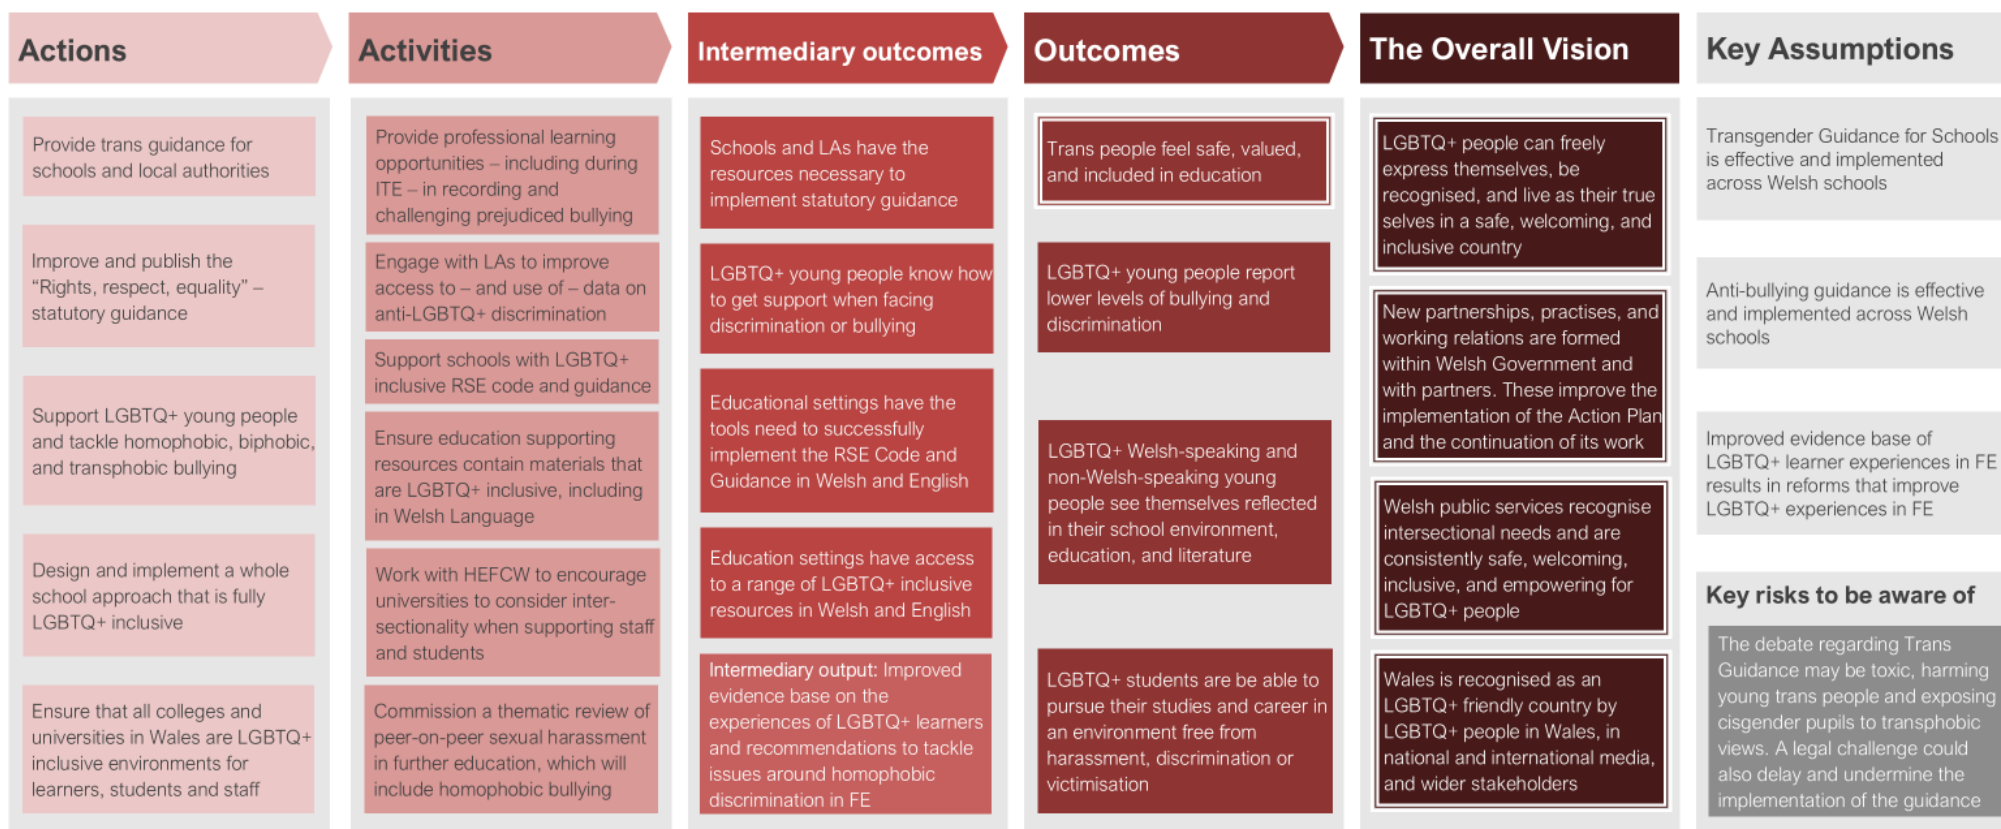 Actions
Provide trans guidance for
schools and local authorities
Improve and publish the
“Rights, respect, equality” –
statutory guidance
Support LGBTQ+ young people
and tackle homophobic, biphobic,
and transphobic bullying
Design and implement a whole
school approach that is fully
LGBTQ+ inclusive
Ensure that all colleges and
universities in Wales are LGBTQ+
inclusive environments for
learners, students and staff
Activities
Provide professional learning
opportunities – including during
ITE – in recording and
challenging prejudiced bullying
Engage with LAs to improve
access to – and use of – data on
anti-LGBTQ+ discrimination
Support schools with LGBTQ+
inclusive RSE code and guidance
Ensure education supporting
resources contain materials that
are LGBTQ+ inclusive, including
in Welsh Language
Work with HEFCW to encourage
universities to consider inter-
sectionality when supporting staff
and students
Commission a thematic review of
peer-on-peer sexual harassment
in further education, which will
include homophobic bullying
Intermediary outcomes
Schools and LAs have the
resources necessary to
implement statutory guidance
LGBTQ+ young people know how
to get support when facing
discrimination or bullying
Educational settings have the
tools need to successfully
implement the RSE Code and
Guidance in Welsh and English
Education settings have access
to a range of LGBTQ+ inclusive
resources in Welsh and English
Intermediary output: Improved
evidence base on the
experiences of LGBTQ+ learners
and recommendations to tackle
issues around homophobic
discrimination in FE
Outcomes
Trans people feel safe, valued,
and included in education
LGBTQ+ young people report
lower levels of bullying and
discrimination
LGBTQ+ Welsh-speaking and
non-Welsh-speaking young
people see themselves reflected
in their school environment,
education, and literature
LGBTQ+ students are be able to
pursue their studies and career in
an environment free from
harassment, discrimination or
victimisation
The Overall Vision
LGBTQ+ people can freely
express themselves, be
recognised, and live as their true
selves in a safe, welcoming, and
inclusive country
New partnerships, practises, and
working relations are formed
within Welsh Government and
with partners. These improve the
implementation of the Action Plan
and the continuation of its work
Welsh public services recognise
intersectional needs and are
consistently safe, welcoming,
inclusive, and empowering for
LGBTQ+ people
Wales is recognised as an
LGBTQ+ friendly country by
LGBTQ+ people in Wales, in
national and international media,
and wider stakeholders
Key Assumptions
Transgender Guidance for Schools
is effective and implemented
across Welsh schools
Anti-bullying guidance is effective
and implemented across Welsh
schools
Improved evidence base of
LGBTQ+ learner experiences in FE
results in reforms that improve
LGBTQ+ experiences in FE
Key risks to be aware of
The debate regarding Trans
Guidance may be toxic, harming
young trans people and exposing
cisgender pupils to transphobic
views. A legal challenge could
also delay and undermine the
implementation of the guidance